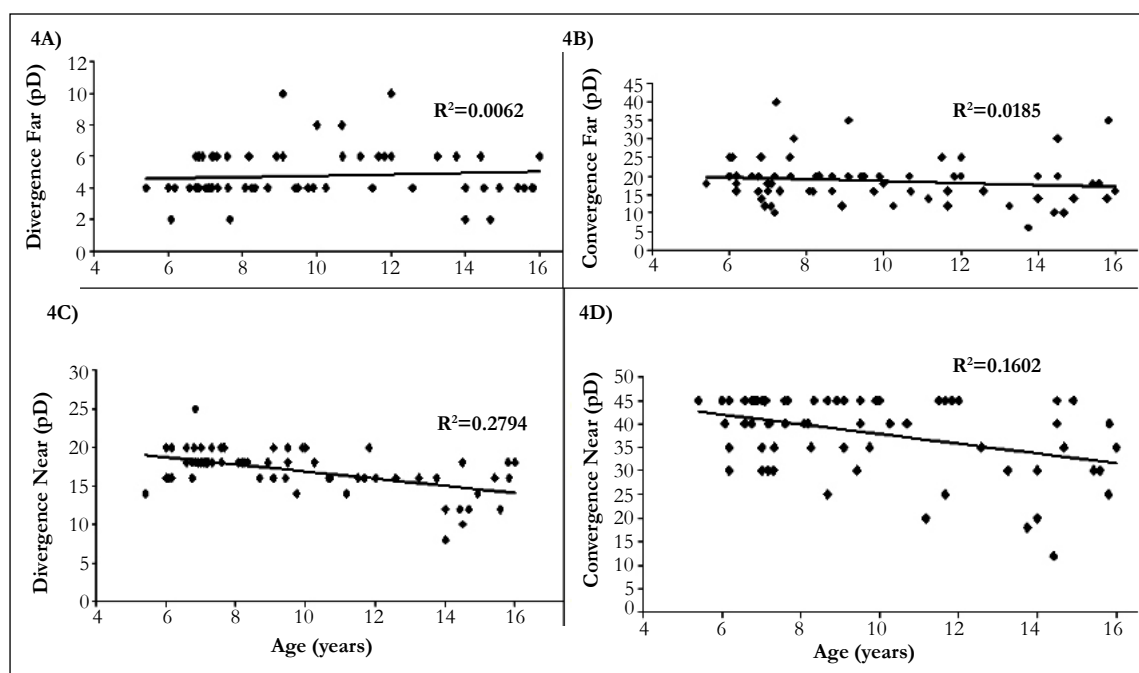 4A)
Divergence Far (pD)
12
10
8
6
4
2
0
R²=0.0062
4 6 8 10 12 14 16
4B)
Convergence Far (pD)
45
40
35
30
25
20
15
10
5
0
R²=0.0185
4 6 8 10 12 14 16
4C)
Divergence Near (pD)
30
25
20
15
10
5
0
R²=0.2794
4 6 8 10 12 14 16
Age (years)
4D)
Convergence Near (pD)
50
45
40
35
30
25
20
15
10
5
0
R²=0.1602
4 6 8 10 12 14 16
Age (years)